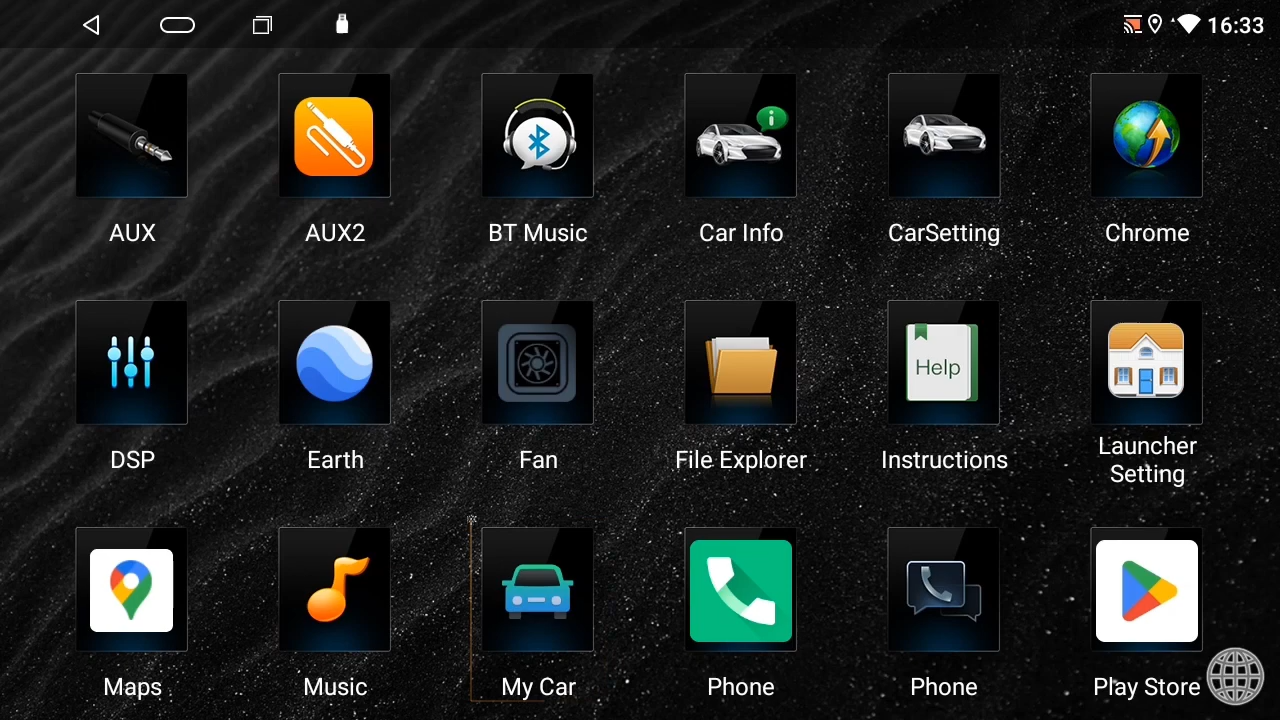 16:33
AUX
AUX2
BT Music
Car Info
CarSetting
Chrome
DSP
Earth
Fan
File Explorer
Help
Instructions
Launcher
Setting
Maps
Music
My Car
Phone
Phone
Play Store